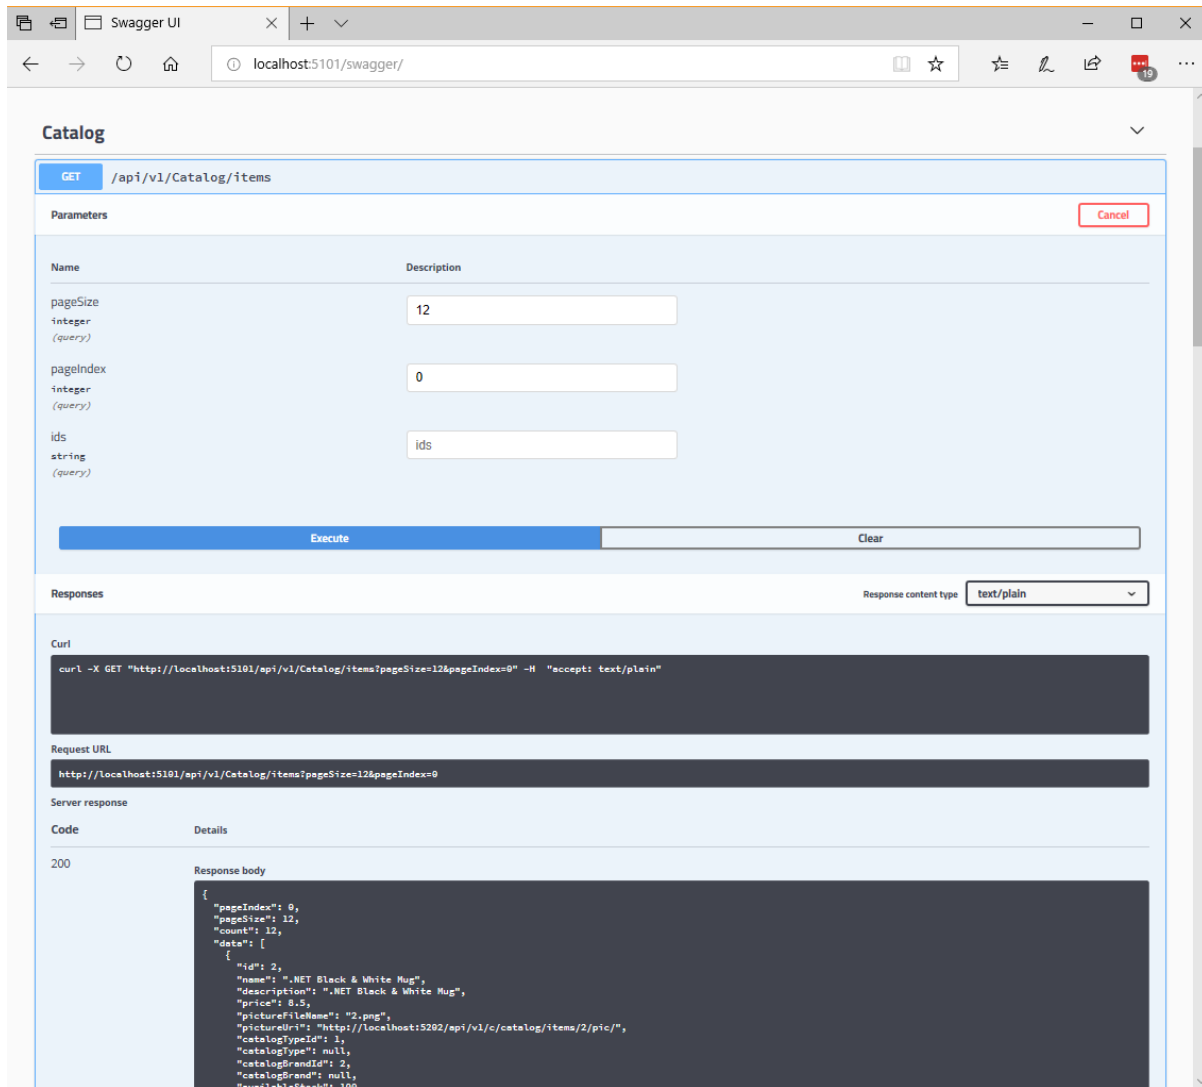 Swagger UI
localhost:5101/swagger/
19
Catalog
GET /api/v1/Catalog/items
Parameters Cancel
Name Description
pageSize 12
integer
(query)
pageIndex 0
integer
(query)
ids ids
string
(query)
Execute Clear
Responses Response content type text/plain
Curl
curl -X GET "http://localhost:5101/api/v1/Catalog/items?pageSize=12&pageIndex=0" -H "accept: text/plain"
Request URL
http://localhost:5101/api/v1/Catalog/items?pageSize=12&pageIndex=0
Server response
Code Details
200
Response body
{
"pageIndex": 0,
"pageSize": 12,
"count": 12,
"data": [
{
"id": 2,
"name": ".NET Black & White Mug",
"description": ".NET Black & White Mug",
"price": 8.5,
"pictureFileName": "2.png",
"pictureUri": "http://localhost:5202/api/v1/c/catalog/items/2/pic/",
"catalogTypeId": 1,
"catalogType": null,
"catalogBrandId": 2,
"catalogBrand": null,
"availableStock": 100